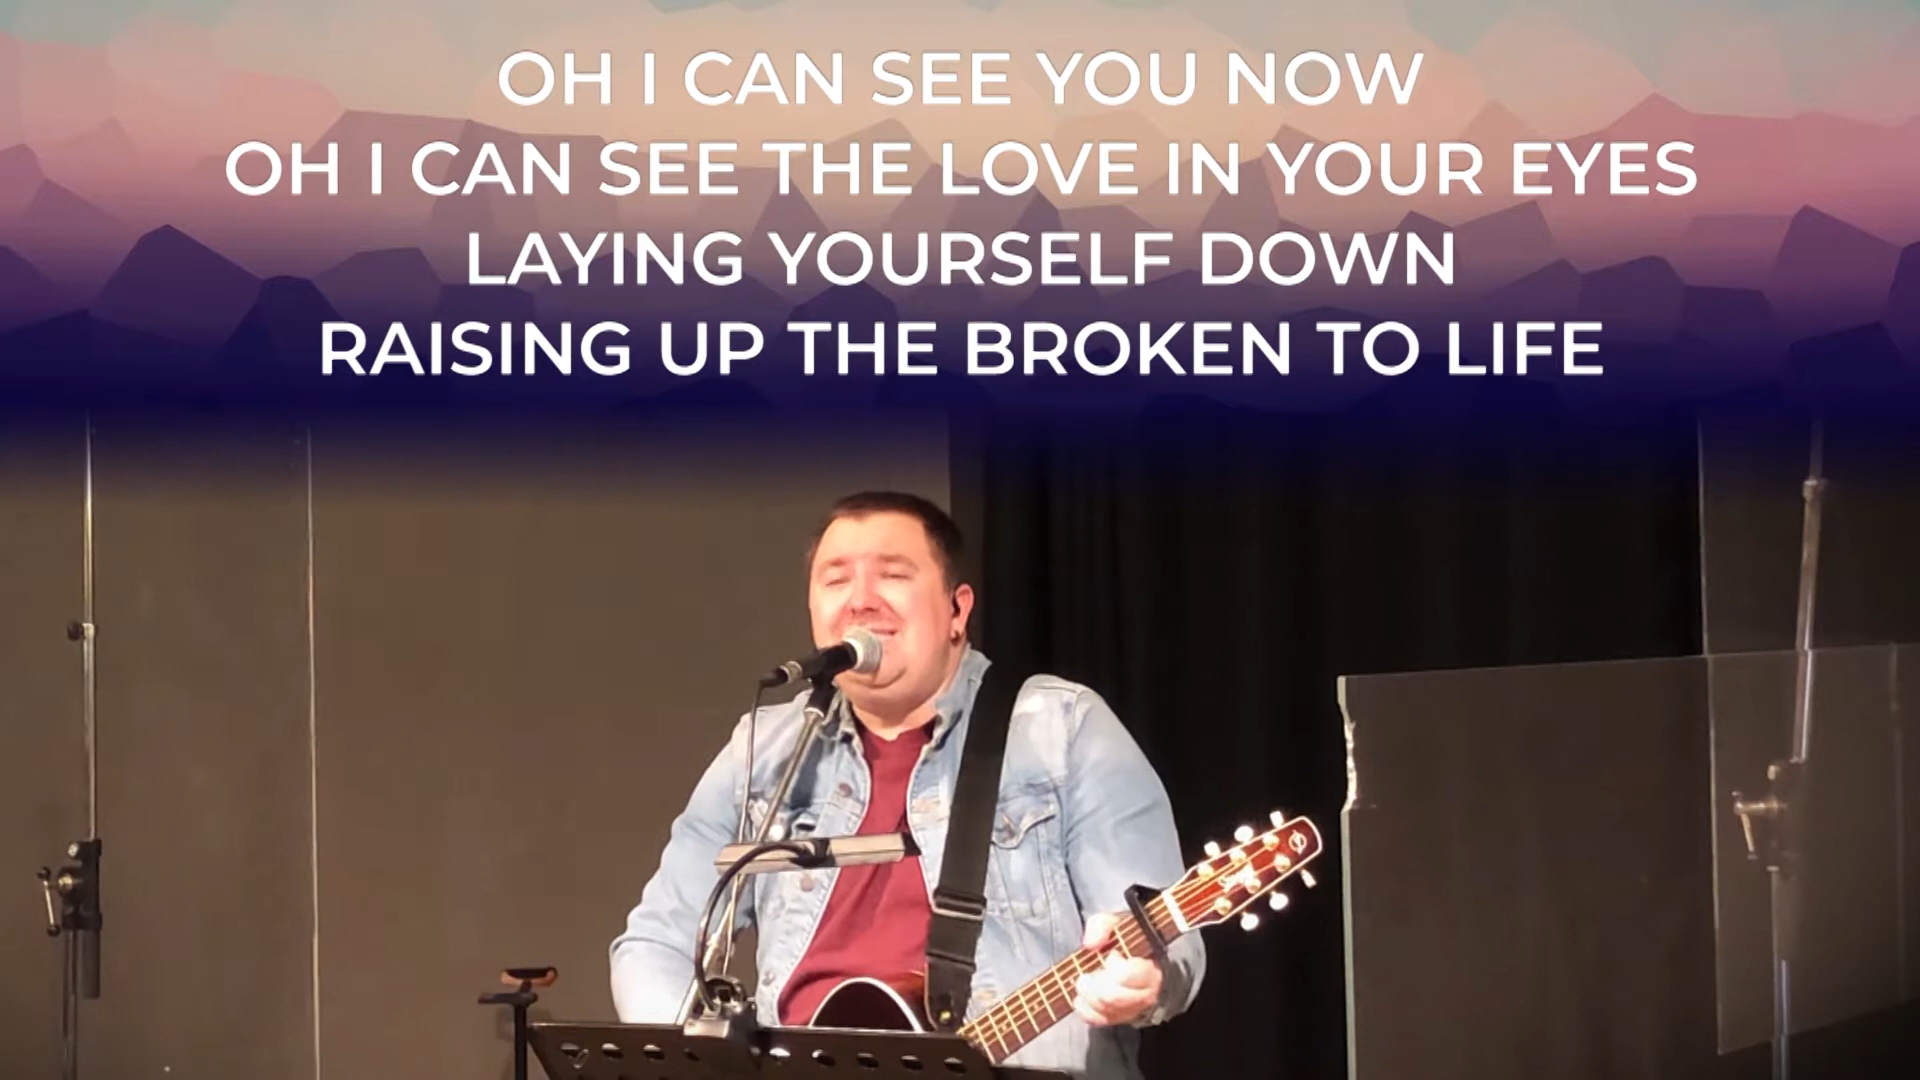 OH I CAN SEE YOU NOW
OH I CAN SEE THE LOVE IN YOUR EYES
LAYING YOURSELF DOWN
RAISING UP THE BROKEN TO LIFE